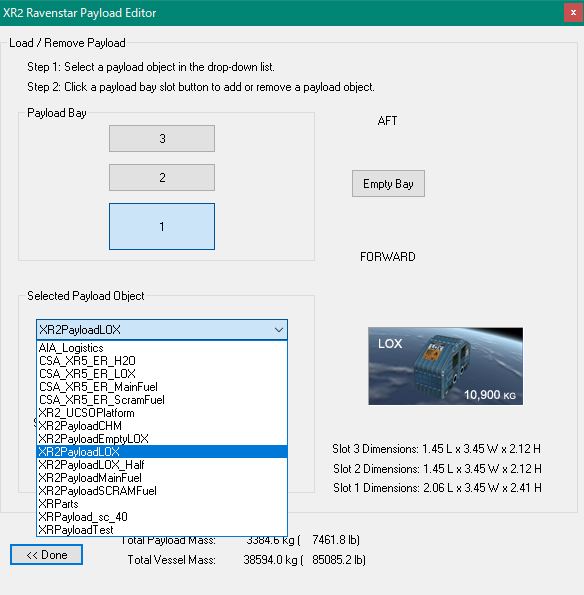 XR2 Ravenstar Payload Editor
x
Load / Remove Payload
Step 1: Select a payload object in the drop-down list.
Step 2: Click a payload bay slot button to add or remove a payload object.
Payload Bay
AFT
3
2
Empty Bay
1
FORWARD
Selected Payload Object
XR2PayloadLOX
AIA_Logistics
CSA_XR5_ER_H2O
CSA_XR5_ER_LOX
CSA_XR5_ER_MainFuel
CSA_XR5_ER_ScramFuel
XR2_UCSOPlatform
XR2PayloadCHM
XR2PayloadEmptyLOX
XR2PayloadLOX
XR2PayloadLOX_Half
XR2PayloadMainFuel
XR2PayloadSCRAMFuel
XRParts
XRPayload_sc_40
XRPayloadTest
LOX
10,900 KG
Slot 3 Dimensions: 1.45 L x 3.45 W x 2.12 H
Slot 2 Dimensions: 1.45 L x 3.45 W x 2.12 H
Slot 1 Dimensions: 2.06 L x 3.45 W x 2.41 H
Total Payload Mass: 3384.6 kg ( 7461.8 lb)
<< Done
Total Vessel Mass: 38594.0 kg ( 85085.2 lb)